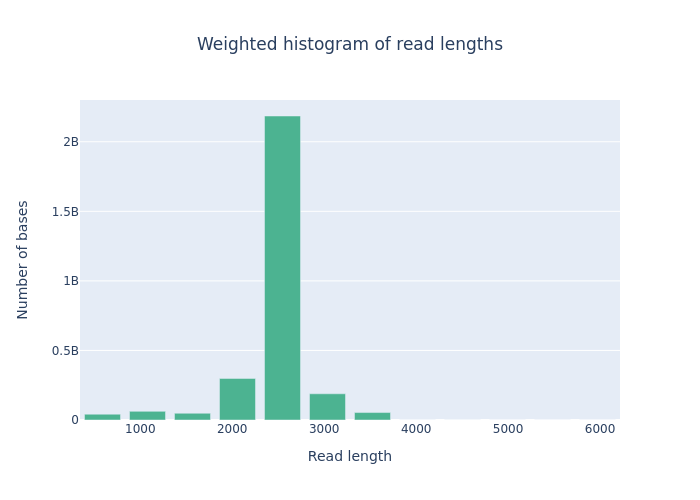 Weighted histogram of read lengths
Number of bases
2B
1.5B
1B
0.5B
0
1000 2000 3000 4000 5000 6000
Read length